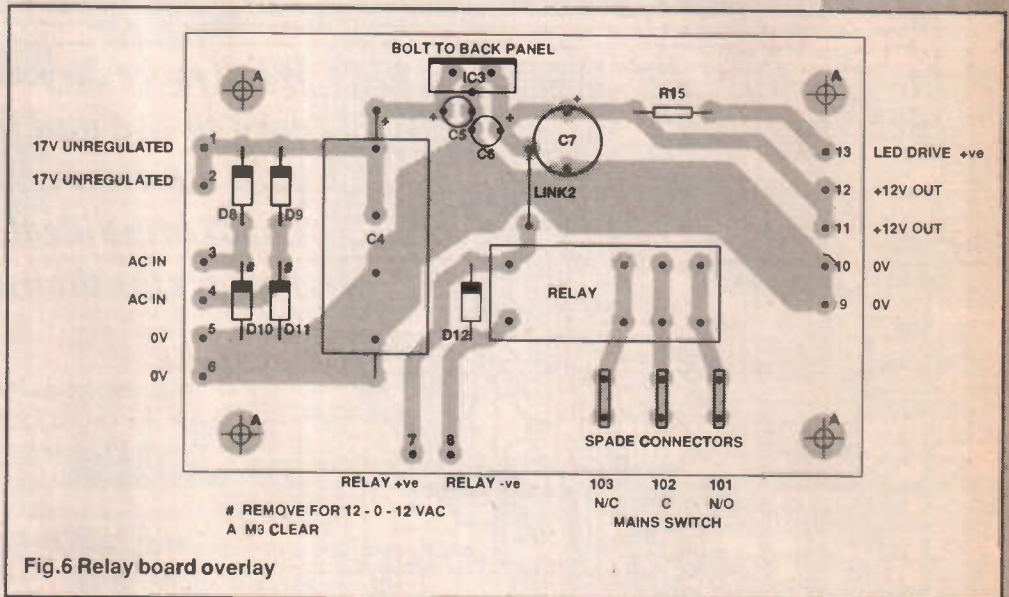 BOLT TO BACK PANEL
A
IC3
A
R15
+
+
C5
+
C6
+
C7
17V UNREGULATED
1
13
LED DRIVE +ve
17V UNREGULATED
2
12
+12V OUT
D8
D9
LINK2
C4
11
+12V OUT
AC IN
3
#
#
10
0V
AC IN
4
RELAY
9
0V
0V
5
D10
D11
D12
0V
6
A
A
SPADE CONNECTORS
7
8
RELAY +ve
RELAY -ve
103
102
101
N/C
C
N/O
MAINS SWITCH
# REMOVE FOR 12 - 0 - 12 VAC
A M3 CLEAR
Fig.6 Relay board overlay